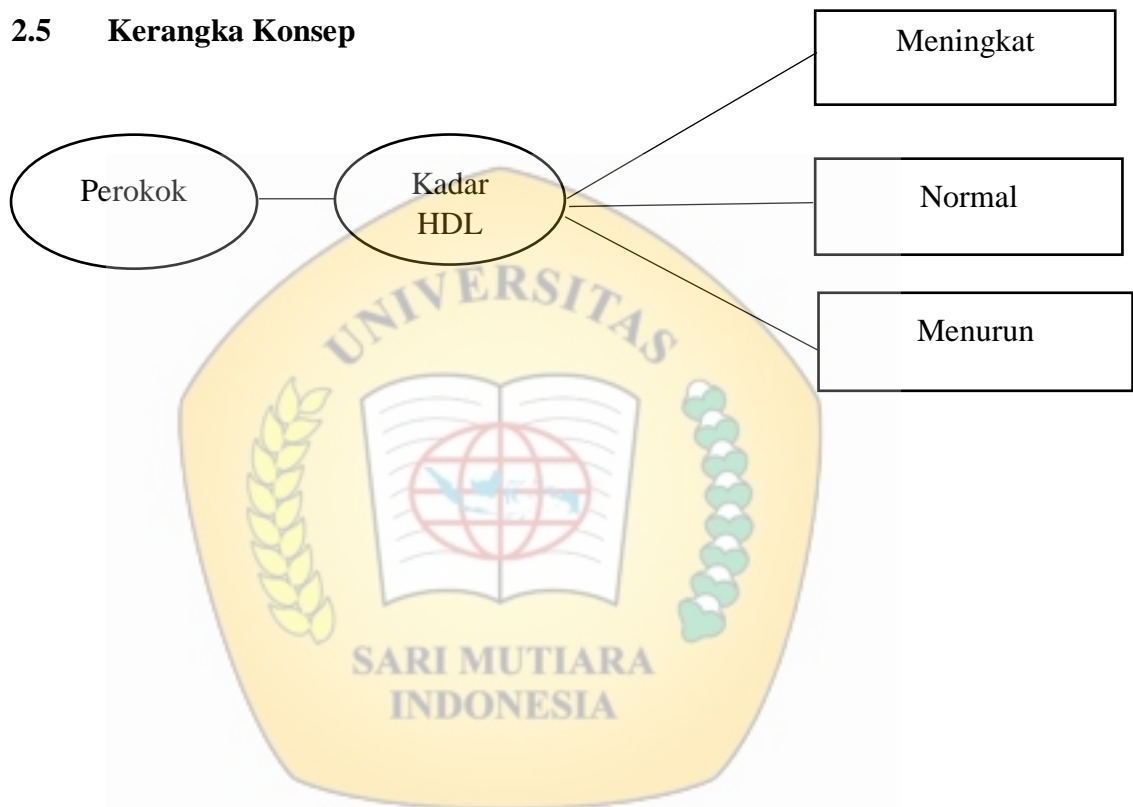 2.5 Kerangka Konsep
Meningkat
Perokok
Kadar
HDL
Normal
Menurun
UNIVERSITAS
SARI MUTIARA
INDONESIA